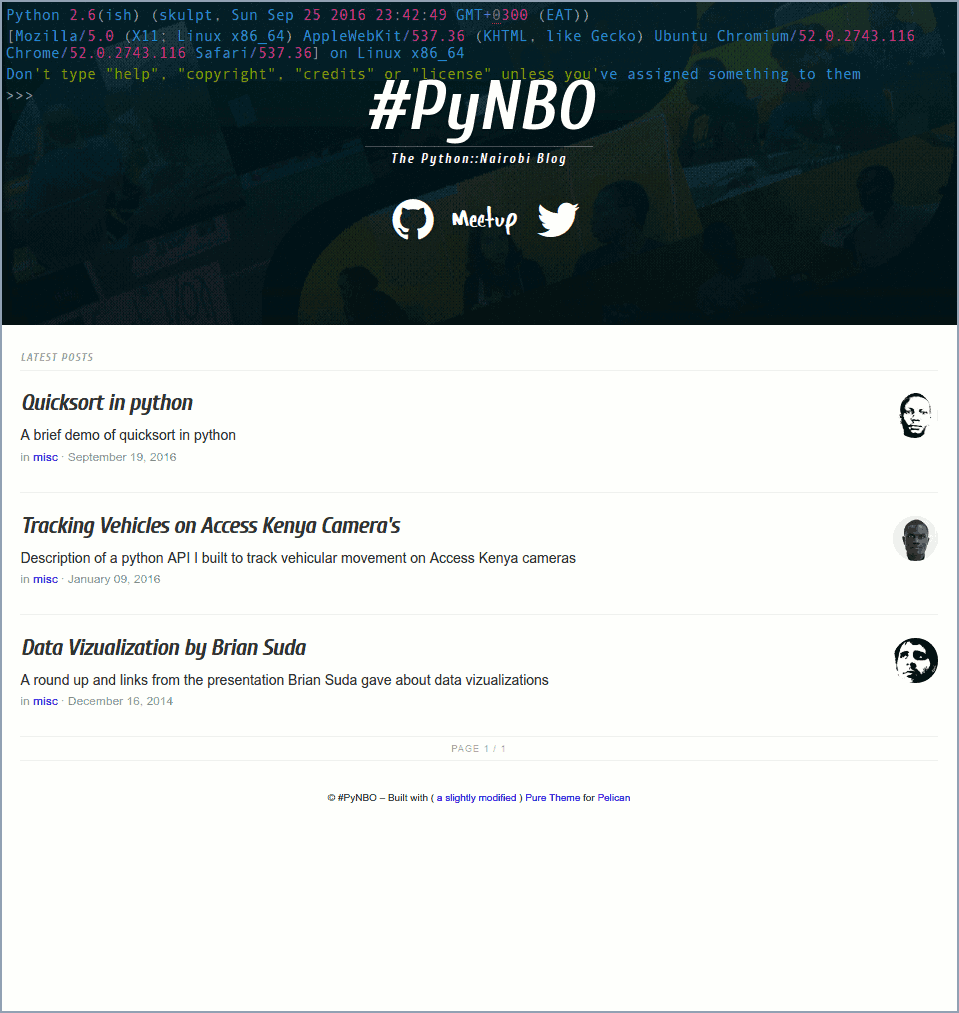 Python 2.6(ish) (skulpt, Sun Sep 25 2016 23:42:49 GMT+0300 (EAT))
[Mozilla/5.0 (X11; Linux x86_64) AppleWebKit/537.36 (KHTML, like Gecko) Ubuntu Chromium/52.0.2743.116
Chrome/52.0.2743.116 Safari/537.36] on Linux x86_64
Don't type "help", "copyright", "credits" or "license" unless you've assigned something to them
>>>
#PyNBO
The Python::Nairobi Blog
Meetup
LATEST POSTS
Quicksort in python
A brief demo of quicksort in python
in misc · September 19, 2016
Tracking Vehicles on Access Kenya Camera's
Description of a python API I built to track vehicular movement on Access Kenya cameras
in misc · January 09, 2016
Data Vizualization by Brian Suda
A round up and links from the presentation Brian Suda gave about data vizualizations
in misc · December 16, 2014
PAGE 1 / 1
© #PyNBO – Built with ( a slightly modified ) Pure Theme for Pelican